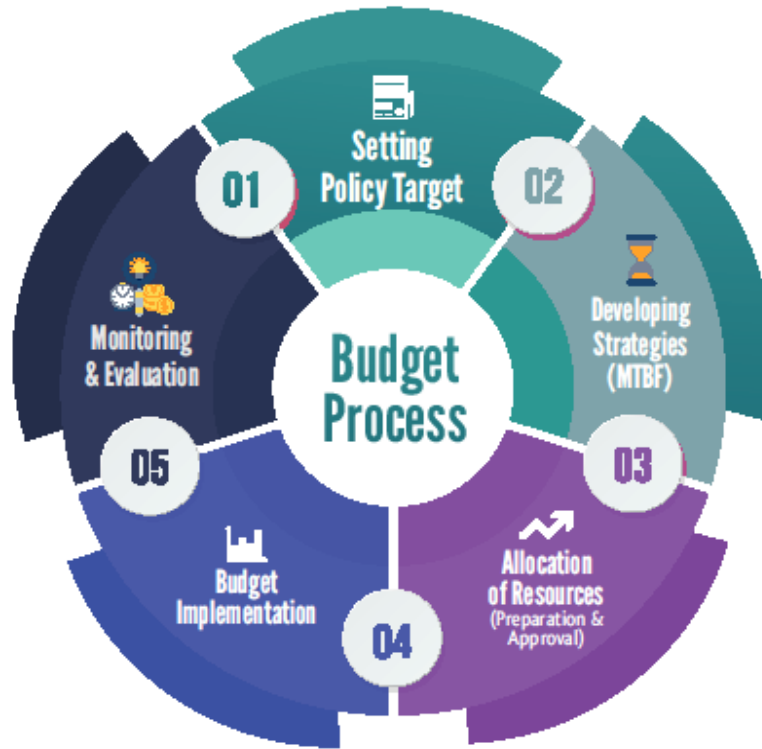 Budget
Process
01
Setting
Policy Target
02
Developing
Strategies
(MTBF)
03
Allocation
of Resources
(Preparation &
Approval)
04
Budget
Implementation
05
Monitoring
& Evaluation